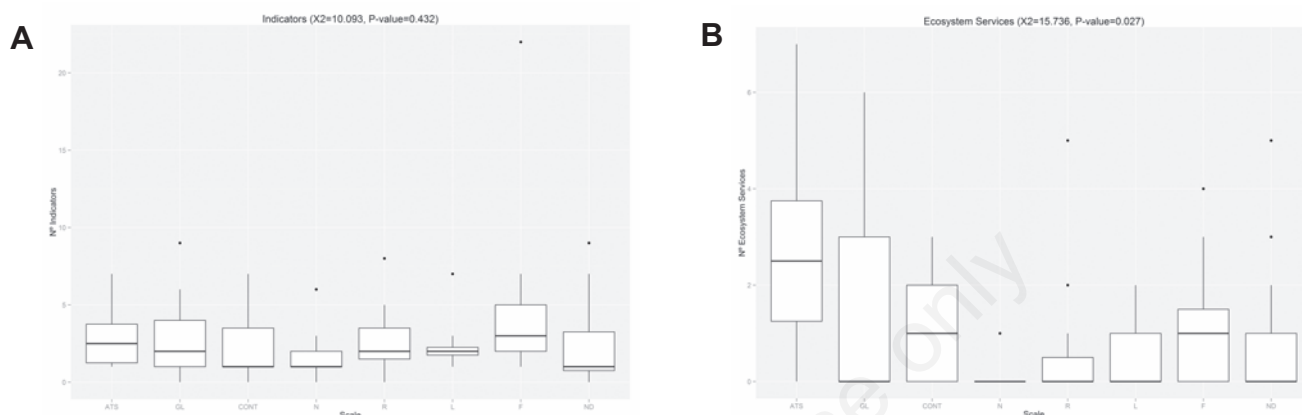 A
Indicators (X2=10.093, P-value=0.432)
Nº Indicators
20
15
10
5
0
ATS GL CONT N R L F ND
Scale
B
Ecosystem Services (X2=15.736, P-value=0.027)
Nº Ecosystem Services
6
4
2
0
ATS GL CONT N R L F ND
Scale
e only